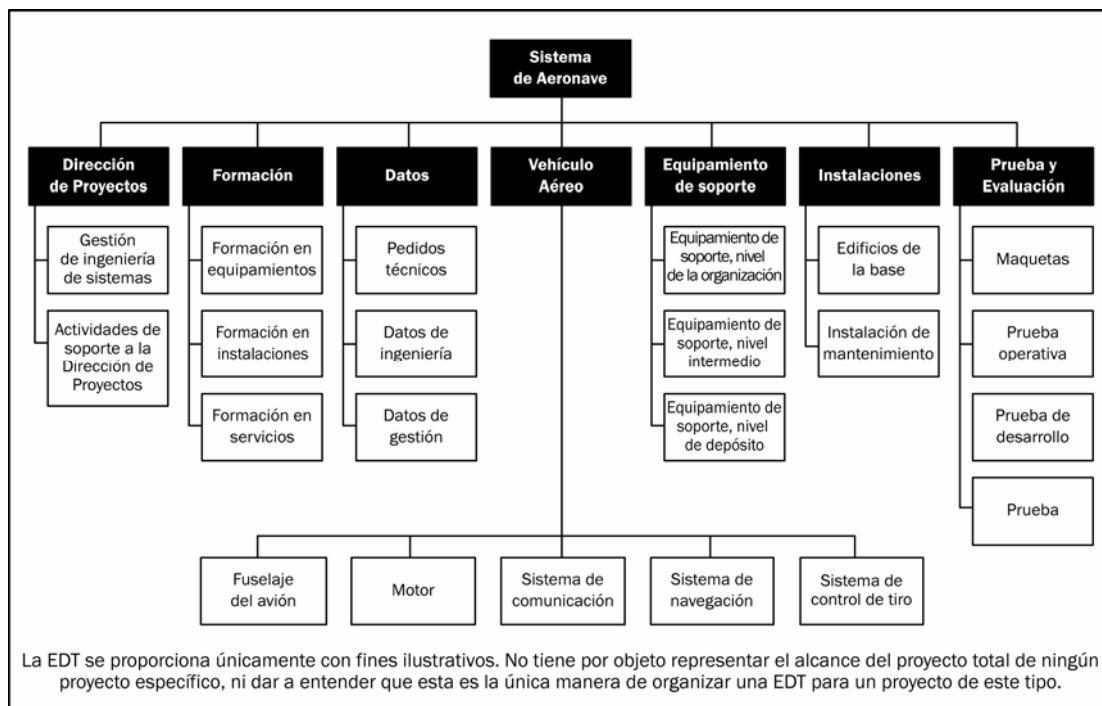 Sistema
de Aeronave
Dirección
de Proyectos
Formación
Datos
Vehículo
Aéreo
Equipamiento
de soporte
Instalaciones
Prueba y
Evaluación
Gestión
de ingeniería
de sistemas
Actividades de
soporte a la
Dirección de
Proyectos
Formación en
equipamientos
Formación en
instalaciones
Formación en
servicios
Pedidos
técnicos
Datos de
ingeniería
Datos de
gestión
Equipamiento de
soporte, nivel
de la organización
Equipamiento de
soporte, nivel
intermedio
Equipamiento de
soporte, nivel
de depósito
Edificios de
la base
Instalación de
mantenimiento
Maquetas
Prueba
operativa
Prueba de
desarrollo
Prueba
Fuselaje
del avión
Motor
Sistema de
comunicación
Sistema de
navegación
Sistema de
control de tiro
La EDT se proporciona únicamente con fines ilustrativos. No tiene por objeto representar el alcance del proyecto total de ningún
proyecto específico, ni dar a entender que esta es la única manera de organizar una EDT para un proyecto de este tipo.